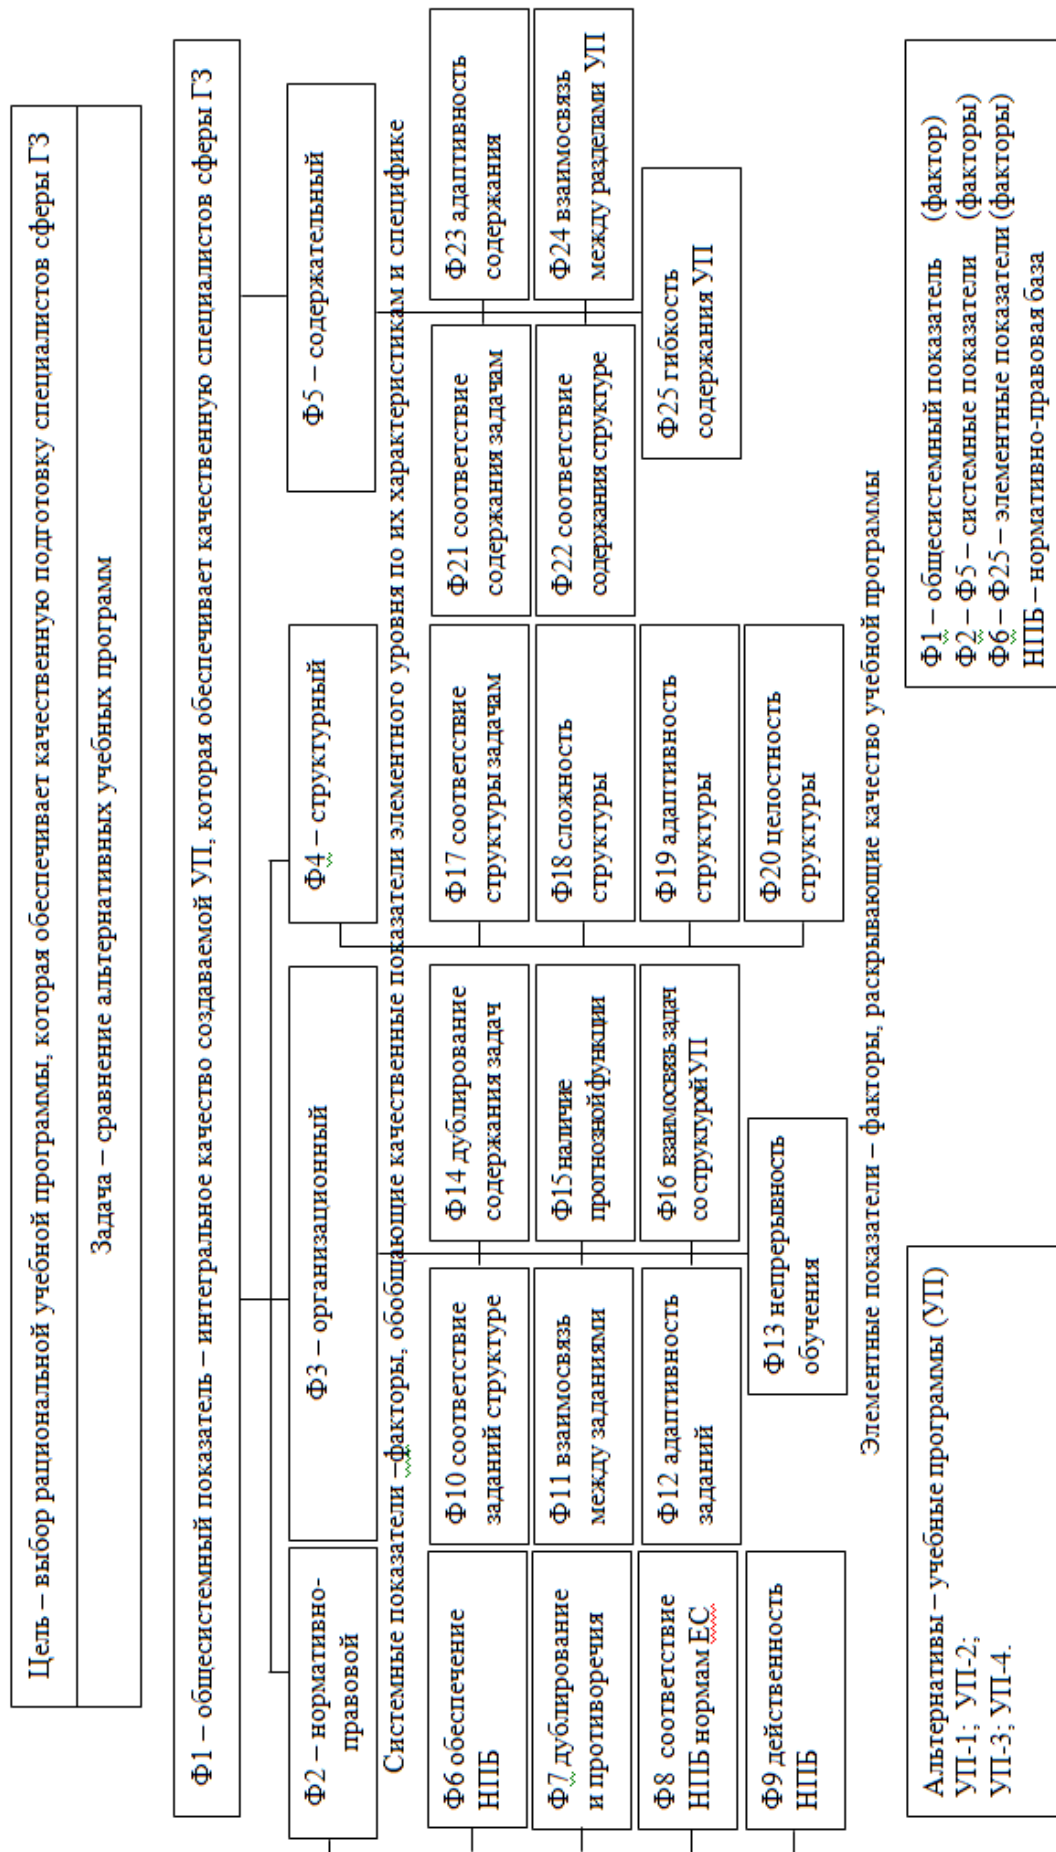 Цель – выбор рациональной учебной программы, которая обеспечивает качественную подготовку специалистов сферы ГЗ
Задача – сравнение альтернативных учебных программ
Ф1 – общесистемный показатель – интегральное качество создаваемой УП, которая обеспечивает качественную специалистов сферы ГЗ
Ф2 – нормативно-
правовой
Ф3 – организационный
Ф4 – структурный
Ф5 – содержательный
Системные показатели –факторы, обобщающие качественные показатели элементного уровня по их характеристикам и специфике
Ф6 обеспечение
НПБ
Ф7 дублирование
и противоречия
Ф8 соответствие
НПБ нормам ЕС
Ф9 действенность
НПБ
Ф10 соответствие
заданий структуре
Ф11 взаимосвязь
между заданиями
Ф12 адаптивность
заданий
Ф13 непрерывность
обучения
Ф14 дублирование
содержания задач
Ф15 наличие
прогнозной функции
Ф16 взаимосвязь задач
со структурой УП
Ф17 соответствие
структуры задачам
Ф18 сложность
структуры
Ф19 адаптивность
структуры
Ф20 целостность
структуры
Ф21 соответствие
содержания задачам
Ф22 соответствие
содержания структуре
Ф23 адаптивность
содержания
Ф24 взаимосвязь
между разделами УП
Ф25 гибкость
содержания УП
Элементные показатели – факторы, раскрывающие качество учебной программы
Альтернативы – учебные программы (УП)
УП-1; УП-2;
УП-3; УП-4.
Ф1 – общесистемный показатель (фактор)
Ф2 – Ф5 – системные показатели (факторы)
Ф6 – Ф25 – элементные показатели (факторы)
НПБ – нормативно-правовая база